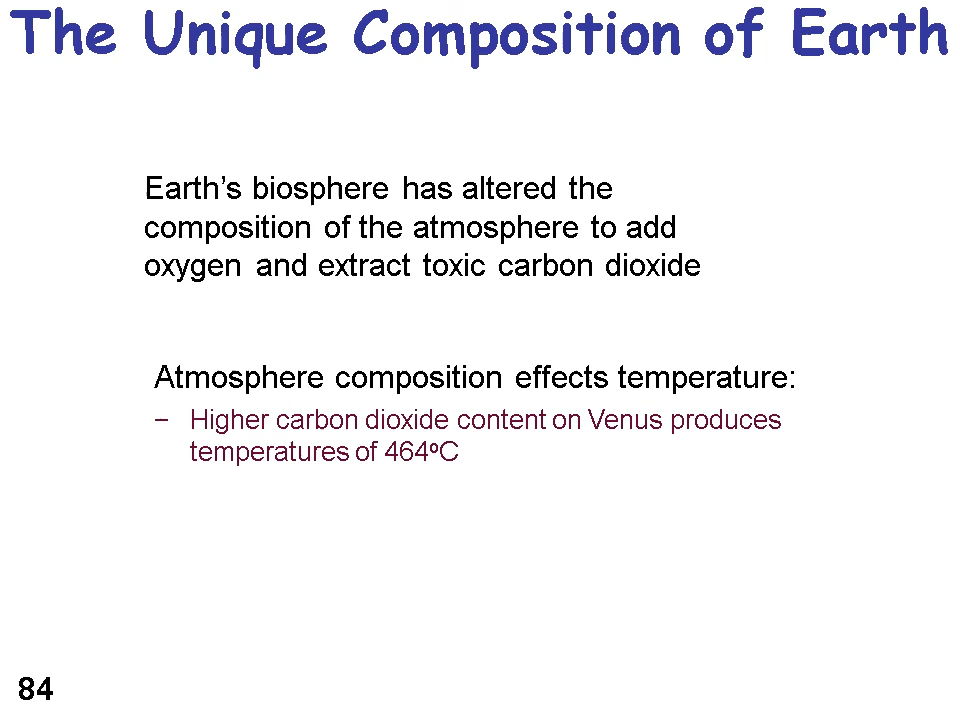 The Unique Composition of Earth
Earth’s biosphere has altered the
composition of the atmosphere to add
oxygen and extract toxic carbon dioxide
Atmosphere composition effects temperature:
– Higher carbon dioxide content on Venus produces
temperatures of 464ºC
84